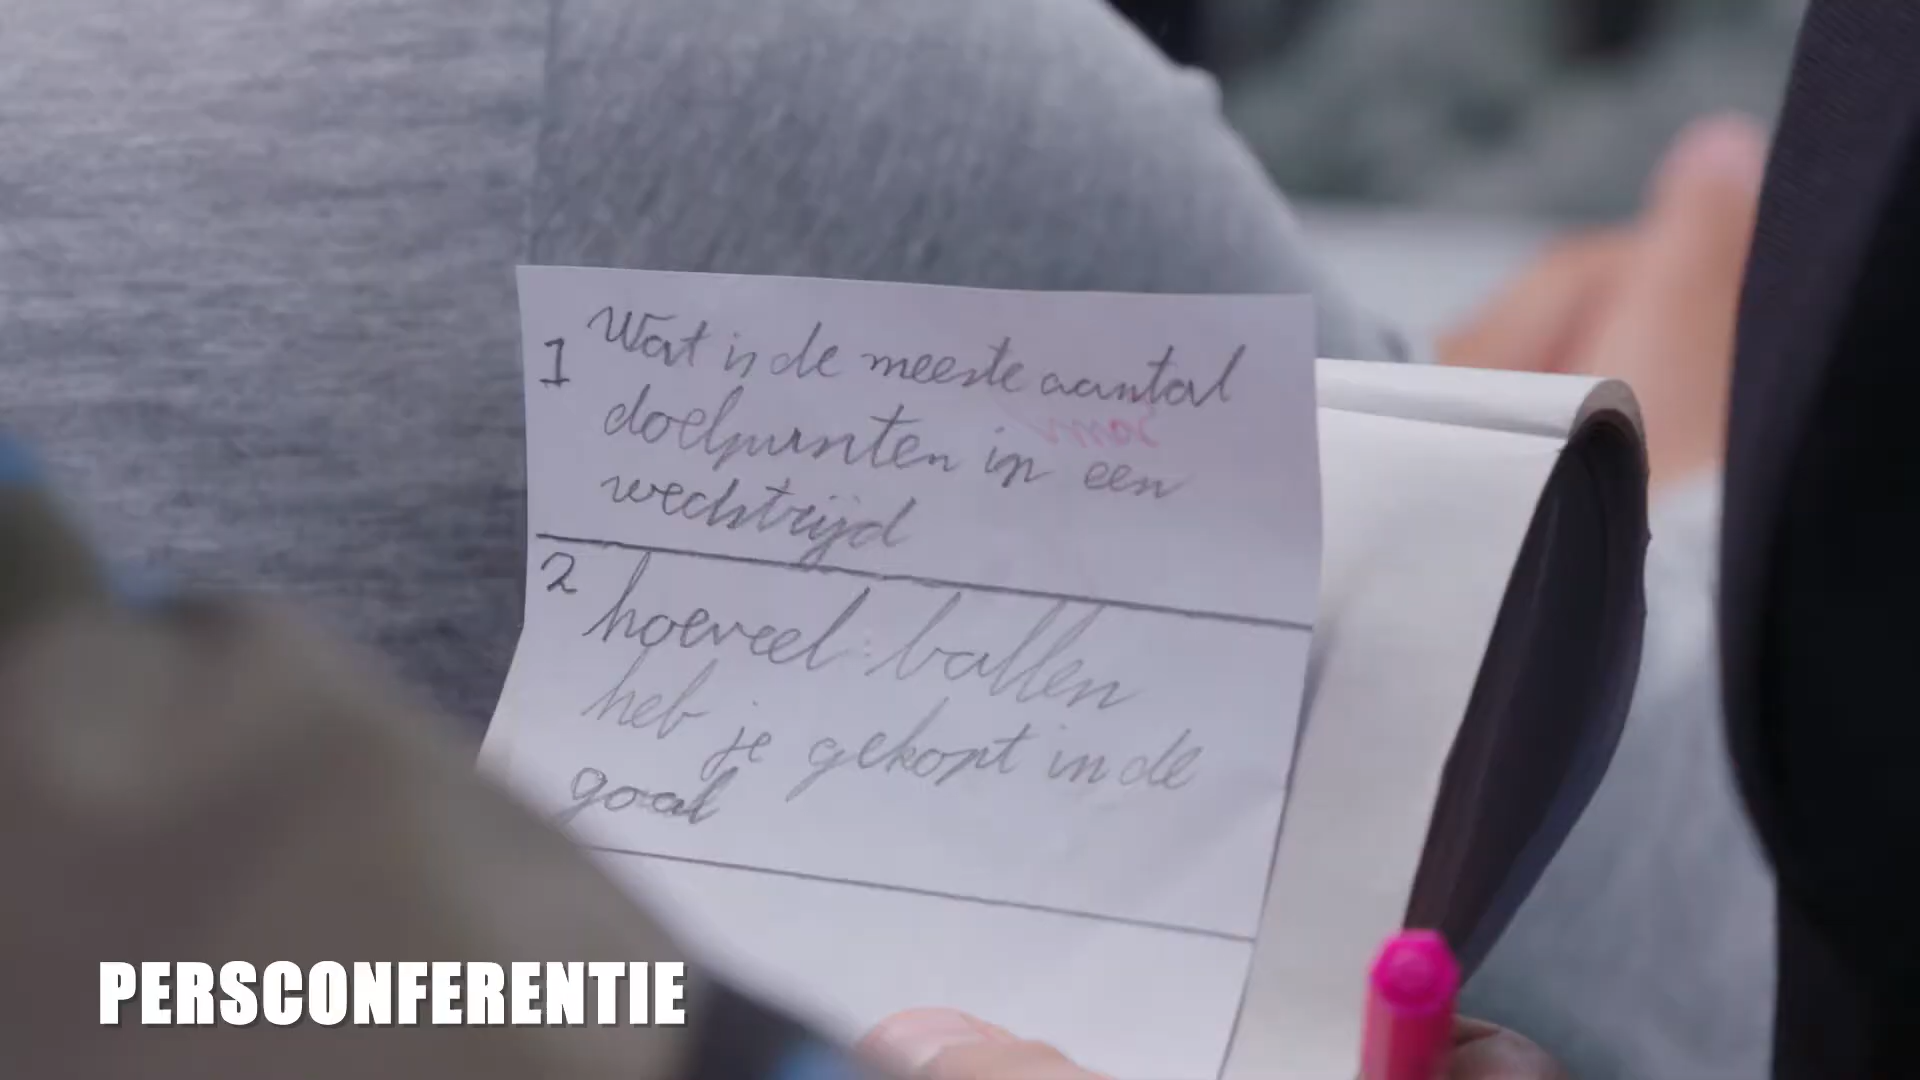 1 Wat is de meeste aantal
doelpunten in een
wedstrijd
2 hoeveel ballen
heb je gekopt in de
goal
PERSCONFERENTIE